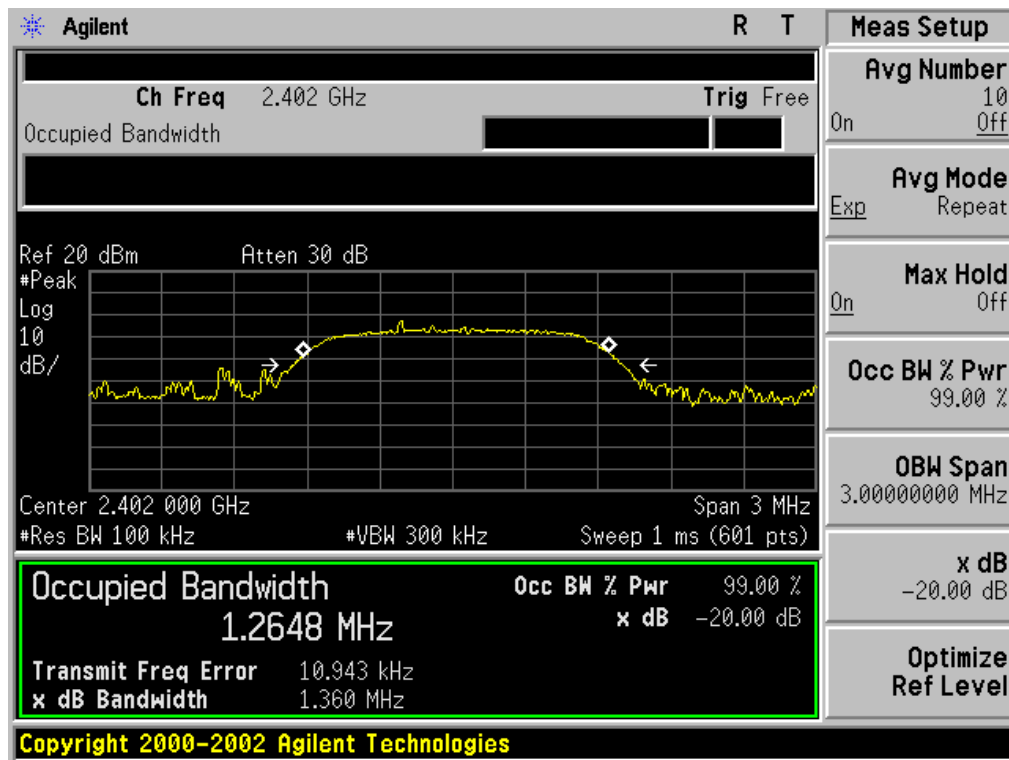 Agilent R T
Meas Setup
Ch Freq 2.402 GHz Trig Free
Occupied Bandwidth
Ref 20 dBm Atten 30 dB
#Peak
Log
10
dB/
Center 2.402 000 GHz Span 3 MHz
#Res BW 100 kHz #VBW 300 kHz Sweep 1 ms (601 pts)
Occupied Bandwidth
1.2648 MHz
Occ BW % Pwr 99.00 %
x dB -20.00 dB
Transmit Freq Error 10.943 kHz
x dB Bandwidth 1.360 MHz
Copyright 2000-2002 Agilent Technologies
Avg Number
10
On Off
Avg Mode
Exp Repeat
Max Hold
On Off
Occ BW % Pwr
99.00 %
OBW Span
3.00000000 MHz
x dB
-20.00 dB
Optimize
Ref Level